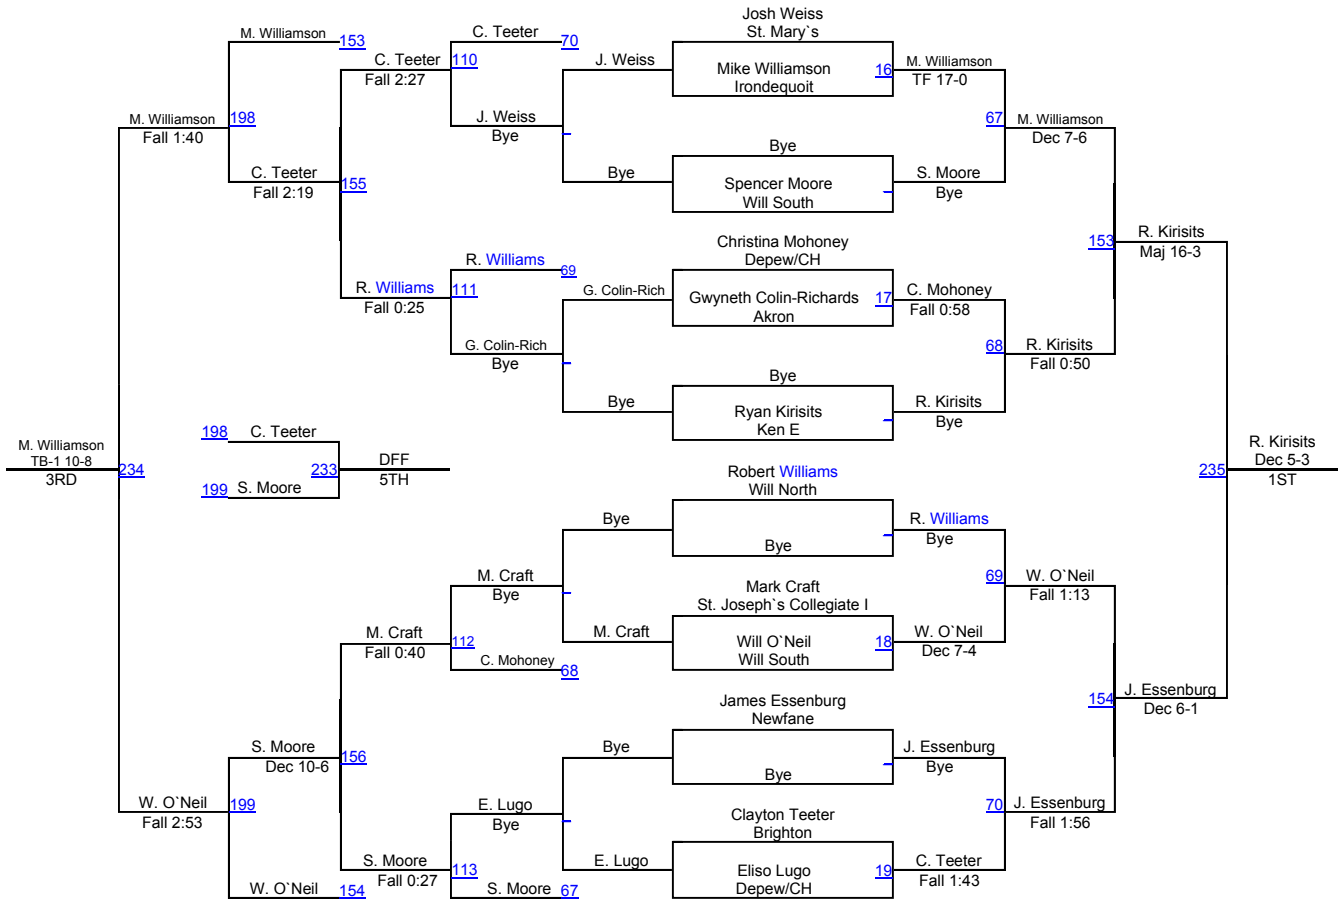 Josh Weiss
St. Mary`s
M. Williamson
153
C. Teeter
70
C. Teeter
110
Fall 2:27
J. Weiss
Mike Williamson
Irondequoit
16
M. Williamson
TF 17-0
M. Williamson
Fall 1:40
198
J. Weiss
Bye
67
M. Williamson
Dec 7-6
Bye
C. Teeter
Fall 2:19
155
Bye
Spencer Moore
Will South
S. Moore
Bye
Christina Mohoney
Depew/CH
153
R. Kirisits
Maj 16-3
R. Williams
69
R. Williams
Fall 0:25
111
G. Colin-Rich
Gwyneth Colin-Richards
Akron
17
C. Mohoney
Fall 0:58
G. Colin-Rich
Bye
68
R. Kirisits
Fall 0:50
Bye
Bye
Ryan Kirisits
Ken E
R. Kirisits
Bye
198
C. Teeter
M. Williamson
TB-1 10-8
3RD
234
233
DFF
5TH
199
S. Moore
235
R. Kirisits
Dec 5-3
1ST
Robert Williams
Will North
Bye
Bye
R. Williams
Bye
M. Craft
Bye
Mark Craft
St. Joseph`s Collegiate I
69
W. O`Neil
Fall 1:13
M. Craft
Fall 0:40
112
M. Craft
Will O`Neil
Will South
18
W. O`Neil
Dec 7-4
C. Mohoney
68
James Essenburg
Newfane
154
J. Essenburg
Dec 6-1
S. Moore
Dec 10-6
156
Bye
Bye
J. Essenburg
Bye
W. O`Neil
Fall 2:53
199
E. Lugo
Bye
Clayton Teeter
Brighton
70
J. Essenburg
Fall 1:56
S. Moore
Fall 0:27
113
E. Lugo
Eliso Lugo
Depew/CH
19
C. Teeter
Fall 1:43
W. O`Neil
154
S. Moore
67